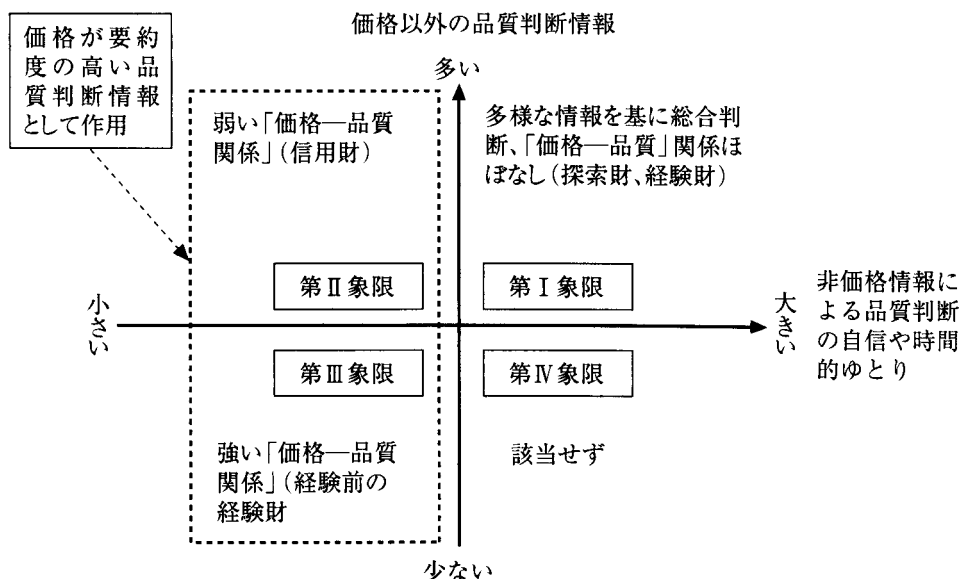 価格以外の品質判断情報
価格が要約
度の高い品
質判断情報
として作用
多い
弱い「価格―品質
関係」(信用財)
多様な情報を基に総合判
断、「価格―品質」関係ほ
ぼなし(探索財、経験財)
第Ⅱ象限
第Ⅰ象限
小さい
大きい
非価格情報に
よる品質判断
の自信や時間
的ゆとり
第Ⅲ象限
第Ⅳ象限
強い「価格―品質
関係」(経験前の
経験財
該当せず
少ない